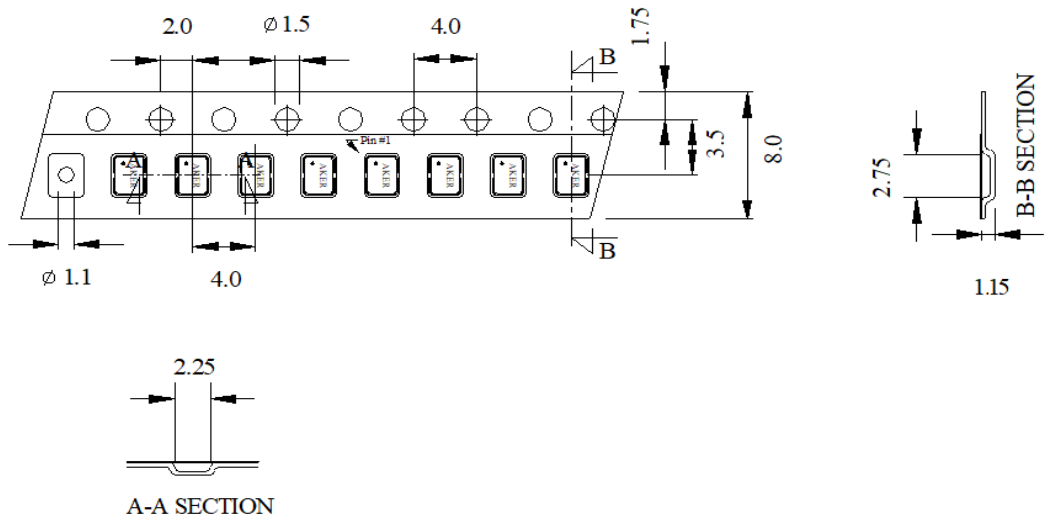 2.0
⌀ 1.5
4.0
1.75
B
Pin #1
A
A
AKER
AKER
AKER
AKER
AKER
AKER
AKER
AKER
3.5
8.0
B
⌀ 1.1
4.0
2.75
B-B SECTION
1.15
2.25
A-A SECTION